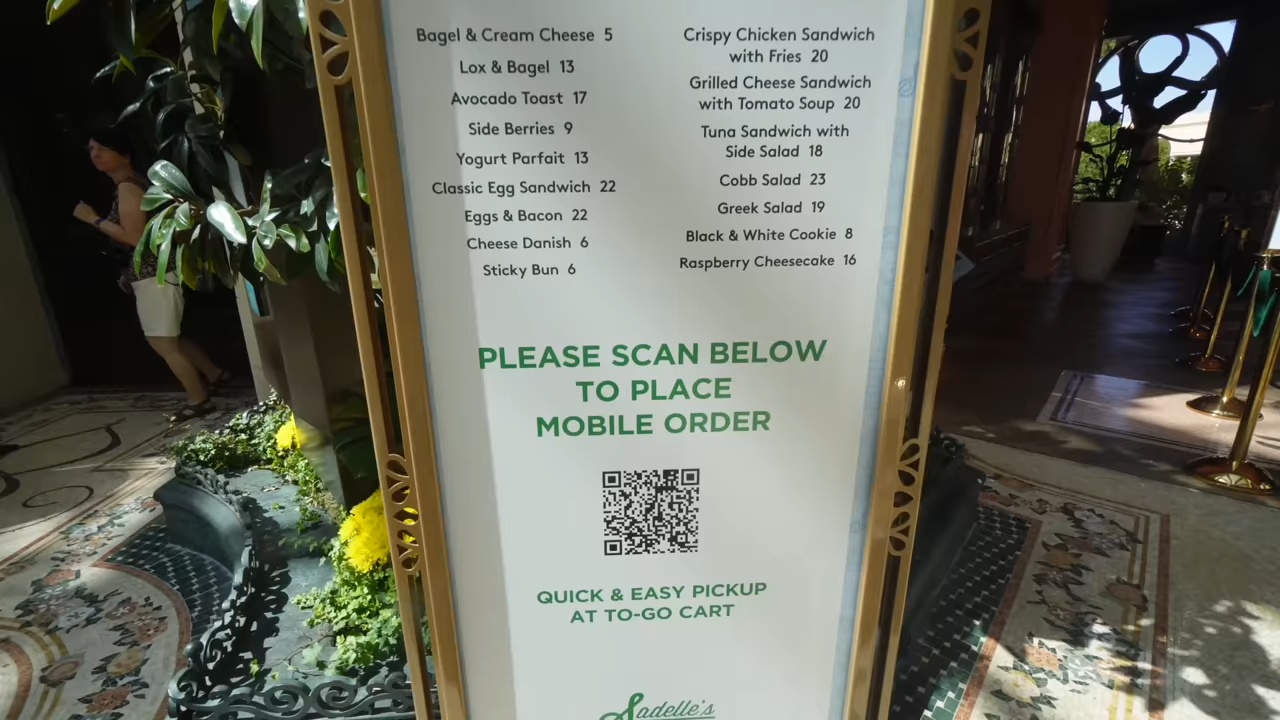 Bagel & Cream Cheese 5
Lox & Bagel 13
Avocado Toast 17
Side Berries 9
Yogurt Parfait 13
Classic Egg Sandwich 22
Eggs & Bacon 22
Cheese Danish 6
Sticky Bun 6
Crispy Chicken Sandwich
with Fries 20
Grilled Cheese Sandwich
with Tomato Soup 20
Tuna Sandwich with
Side Salad 18
Cobb Salad 23
Greek Salad 19
Black & White Cookie 8
Raspberry Cheesecake 16
PLEASE SCAN BELOW
TO PLACE
MOBILE ORDER
QUICK & EASY PICKUP
AT TO-GO CART
Sadelle's